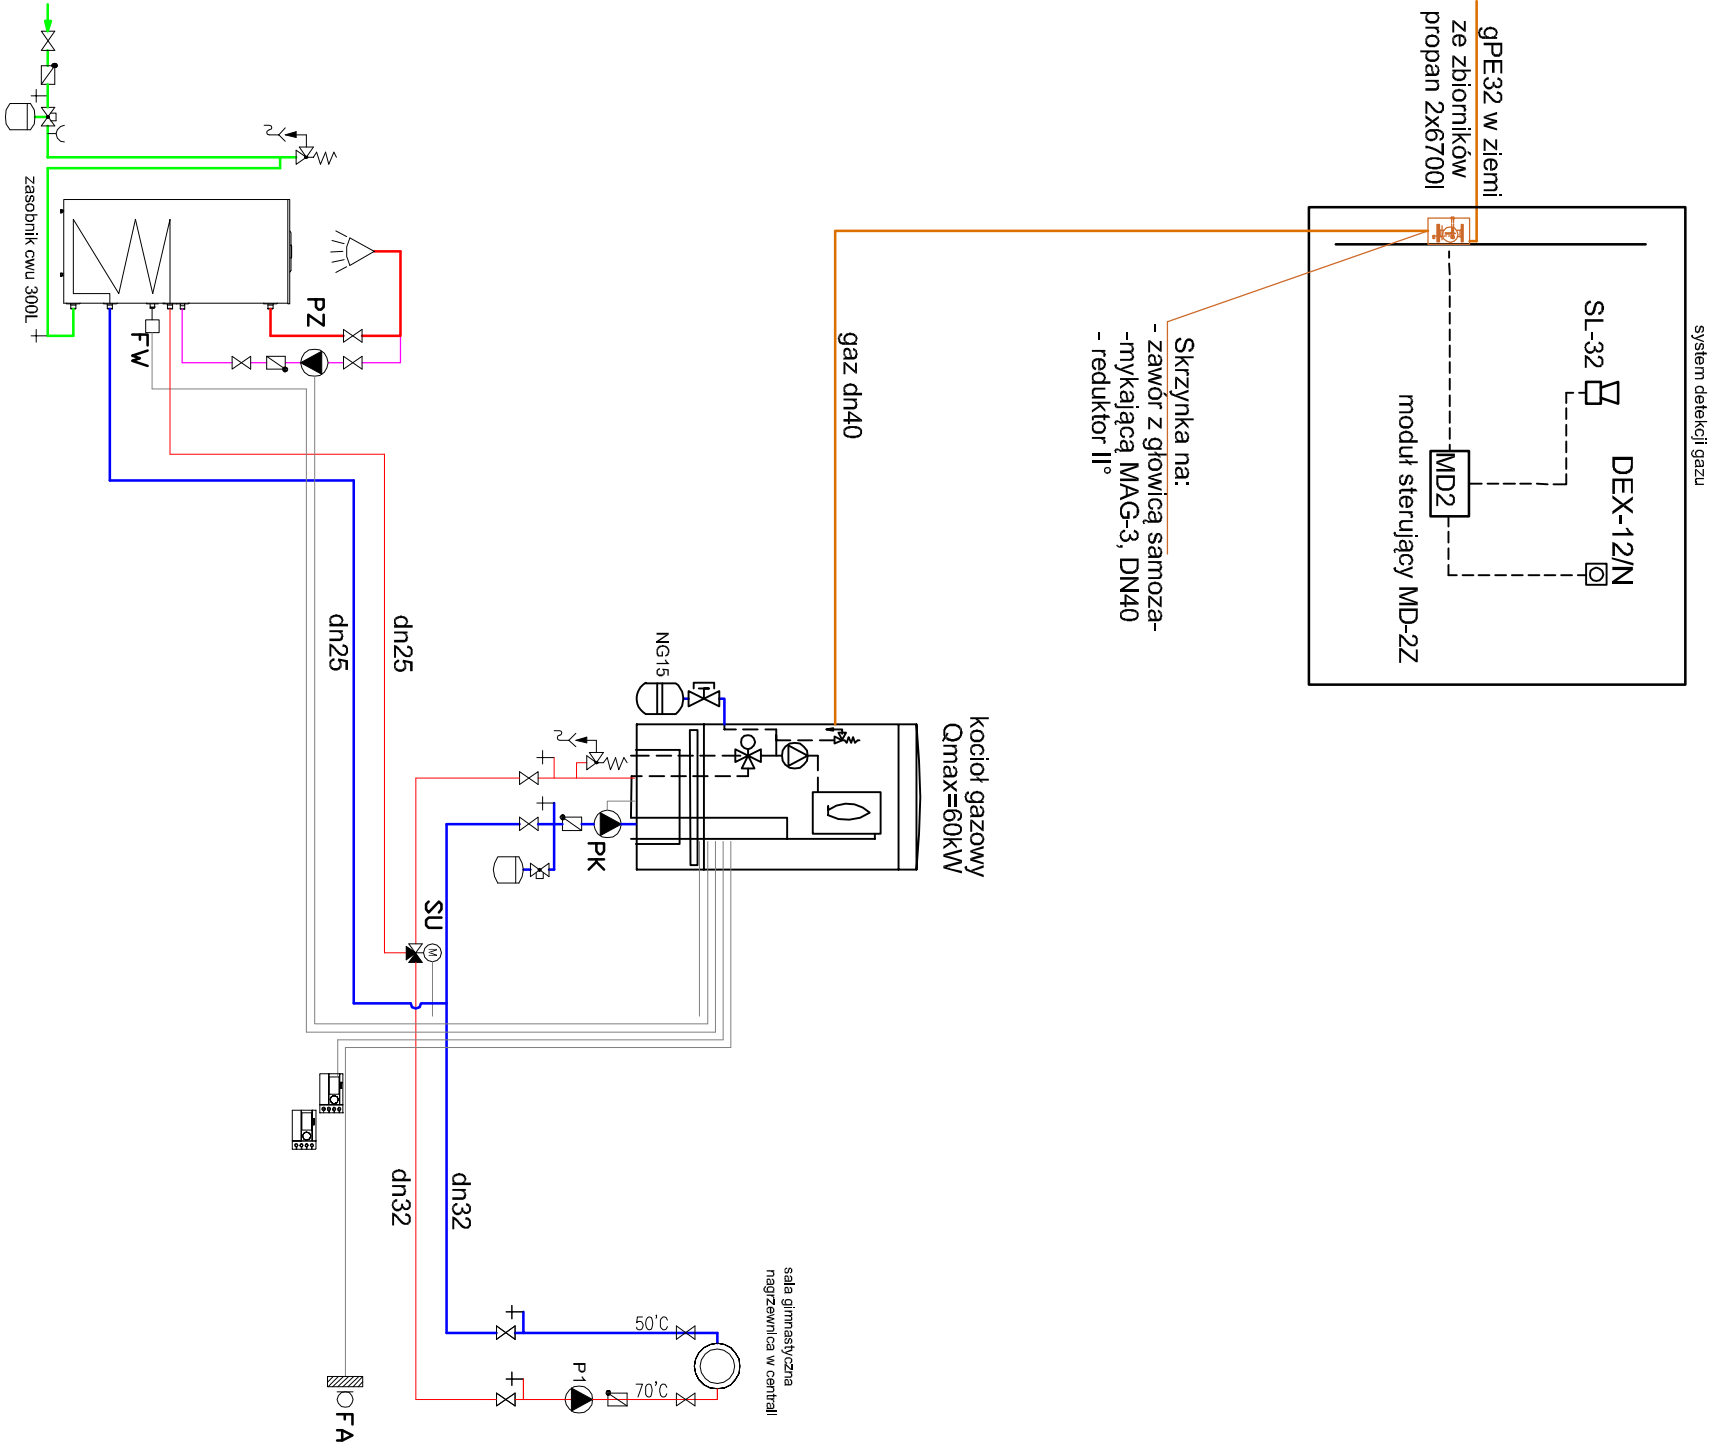 gPE32 w ziemi
ze zbiorników
propan 2x6700l
system detekcji gazu
SL-32
DEX-12/N
MD2
moduł sterujący MD-2Z
Skrzynka na:
- zawór z głowicą samoza-
-mykającą MAG-3, DN40
- reduktor II°
gaz dn40
kocioł gazowy
Qmax=60kW
NG15
PK
SU
M
zasobnik cwu 300L
PZ
FW
dn25
dn25
dn32
dn32
50°C
70°C
P1
sala gimnastyczna
nagrzewnica w centrali
FA